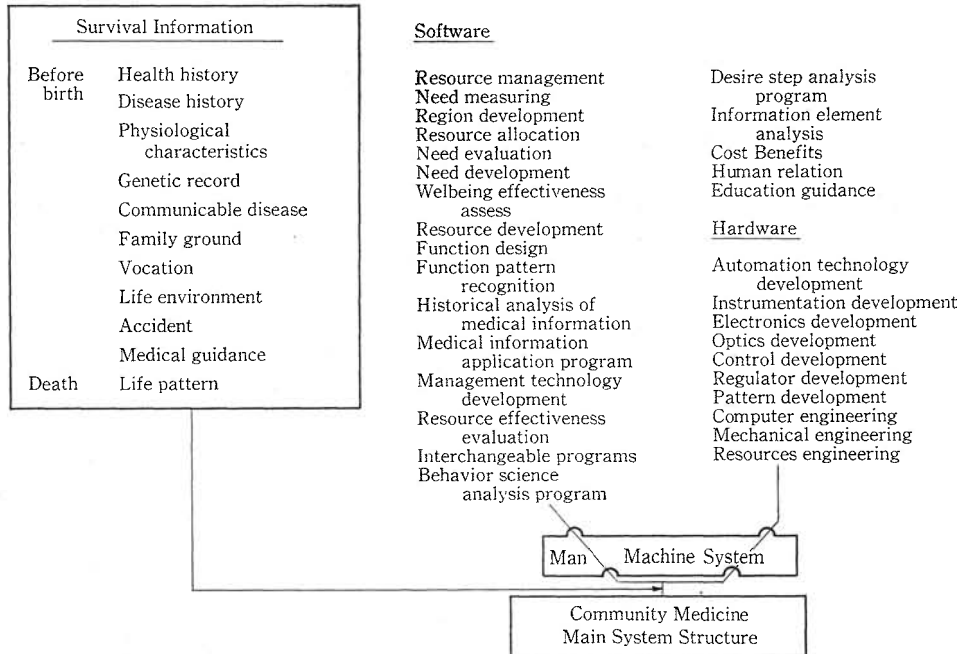 Survival Information
Before Health history
birth
Disease history
Physiological
characteristics
Genetic record
Communicable disease
Family ground
Vocation
Life environment
Accident
Medical guidance
Death Life pattern
Software
Resource management
Need measuring
Region development
Resource allocation
Need evaluation
Need development
Welbeing effectiveness
assess
Resource development
Function design
Function pattern
recognition
Historical analysis of
medical information
Medical information
application program
Management technology
development
Resource effectiveness
evaluation
Interchangeable programs
Behavior science
analysis program
Desire step analysis
program
Information element
analysis
Cost Benefits
Human relation
Education guidance
Hardware
Automation technology
development
Instrumentation development
Electronics development
Optics development
Control development
Regulator development
Pattern development
Computer engineering
Mechanical engineering
Resources engineering
Man Machine System
Community Medicine
Main System Structure